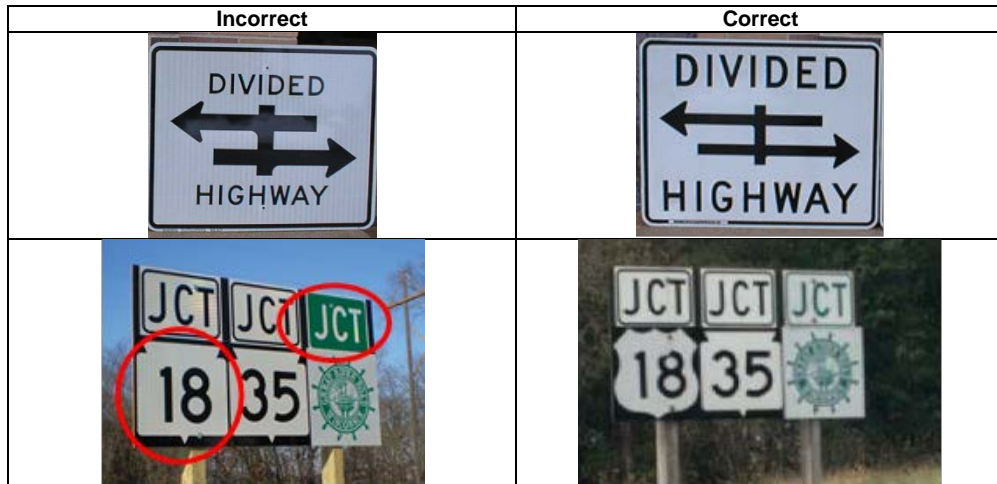 Incorrect
Correct
DIVIDED
HIGHWAY
DIVIDED
HIGHWAY
JCT JCT JCT
18 35
JCT JCT JCT
18 35